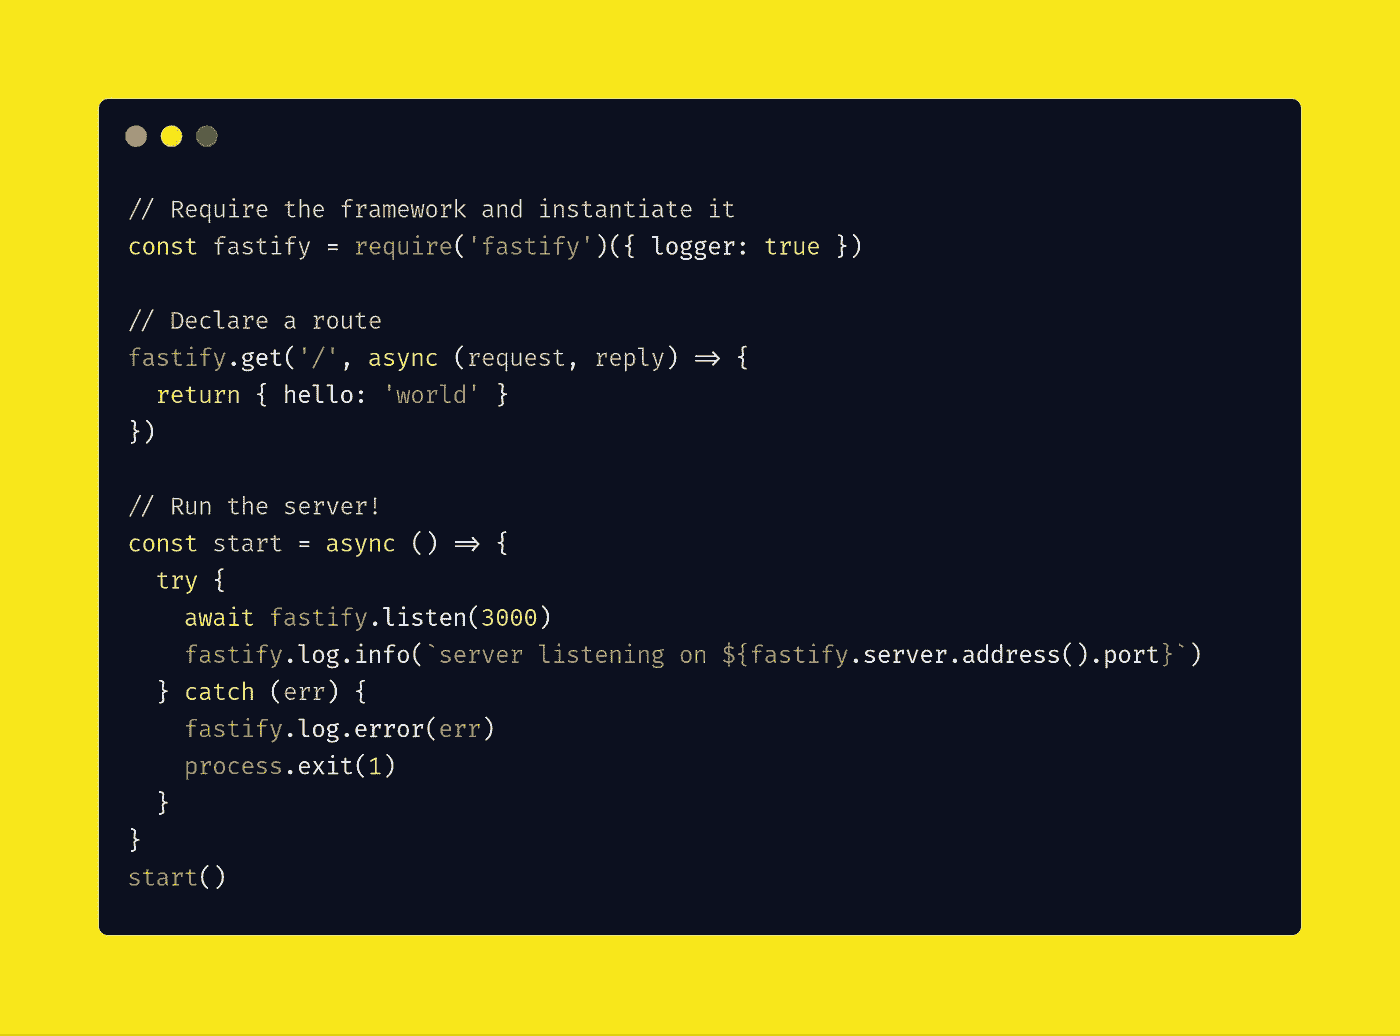 // Require the framework and instantiate it
const fastify = require('fastify')({ logger: true })
// Declare a route
fastify.get('/', async (request, reply) => {
  return { hello: 'world' }
})
// Run the server!
const start = async () => {
  try {
    await fastify.listen(3000)
    fastify.log.info(`server listening on ${fastify.server.address().port}`)
  } catch (err) {
    fastify.log.error(err)
    process.exit(1)
  }
}
start()